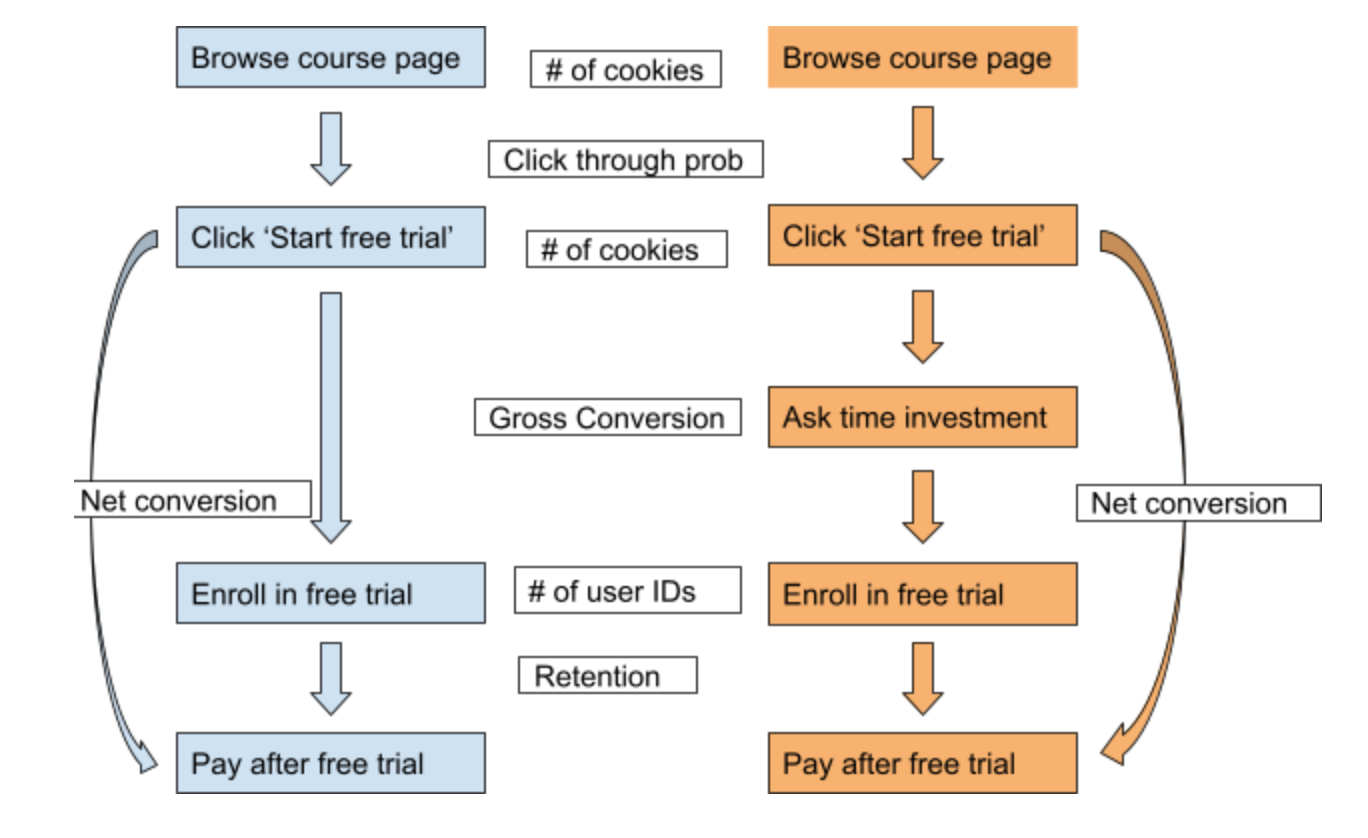 Browse course page
# of cookies
Browse course page
Click through prob
Click ‘Start free trial’
# of cookies
Click ‘Start free trial’
Gross Conversion
Ask time investment
Net conversion
Net conversion
Enroll in free trial
# of user IDs
Enroll in free trial
Retention
Pay after free trial
Pay after free trial